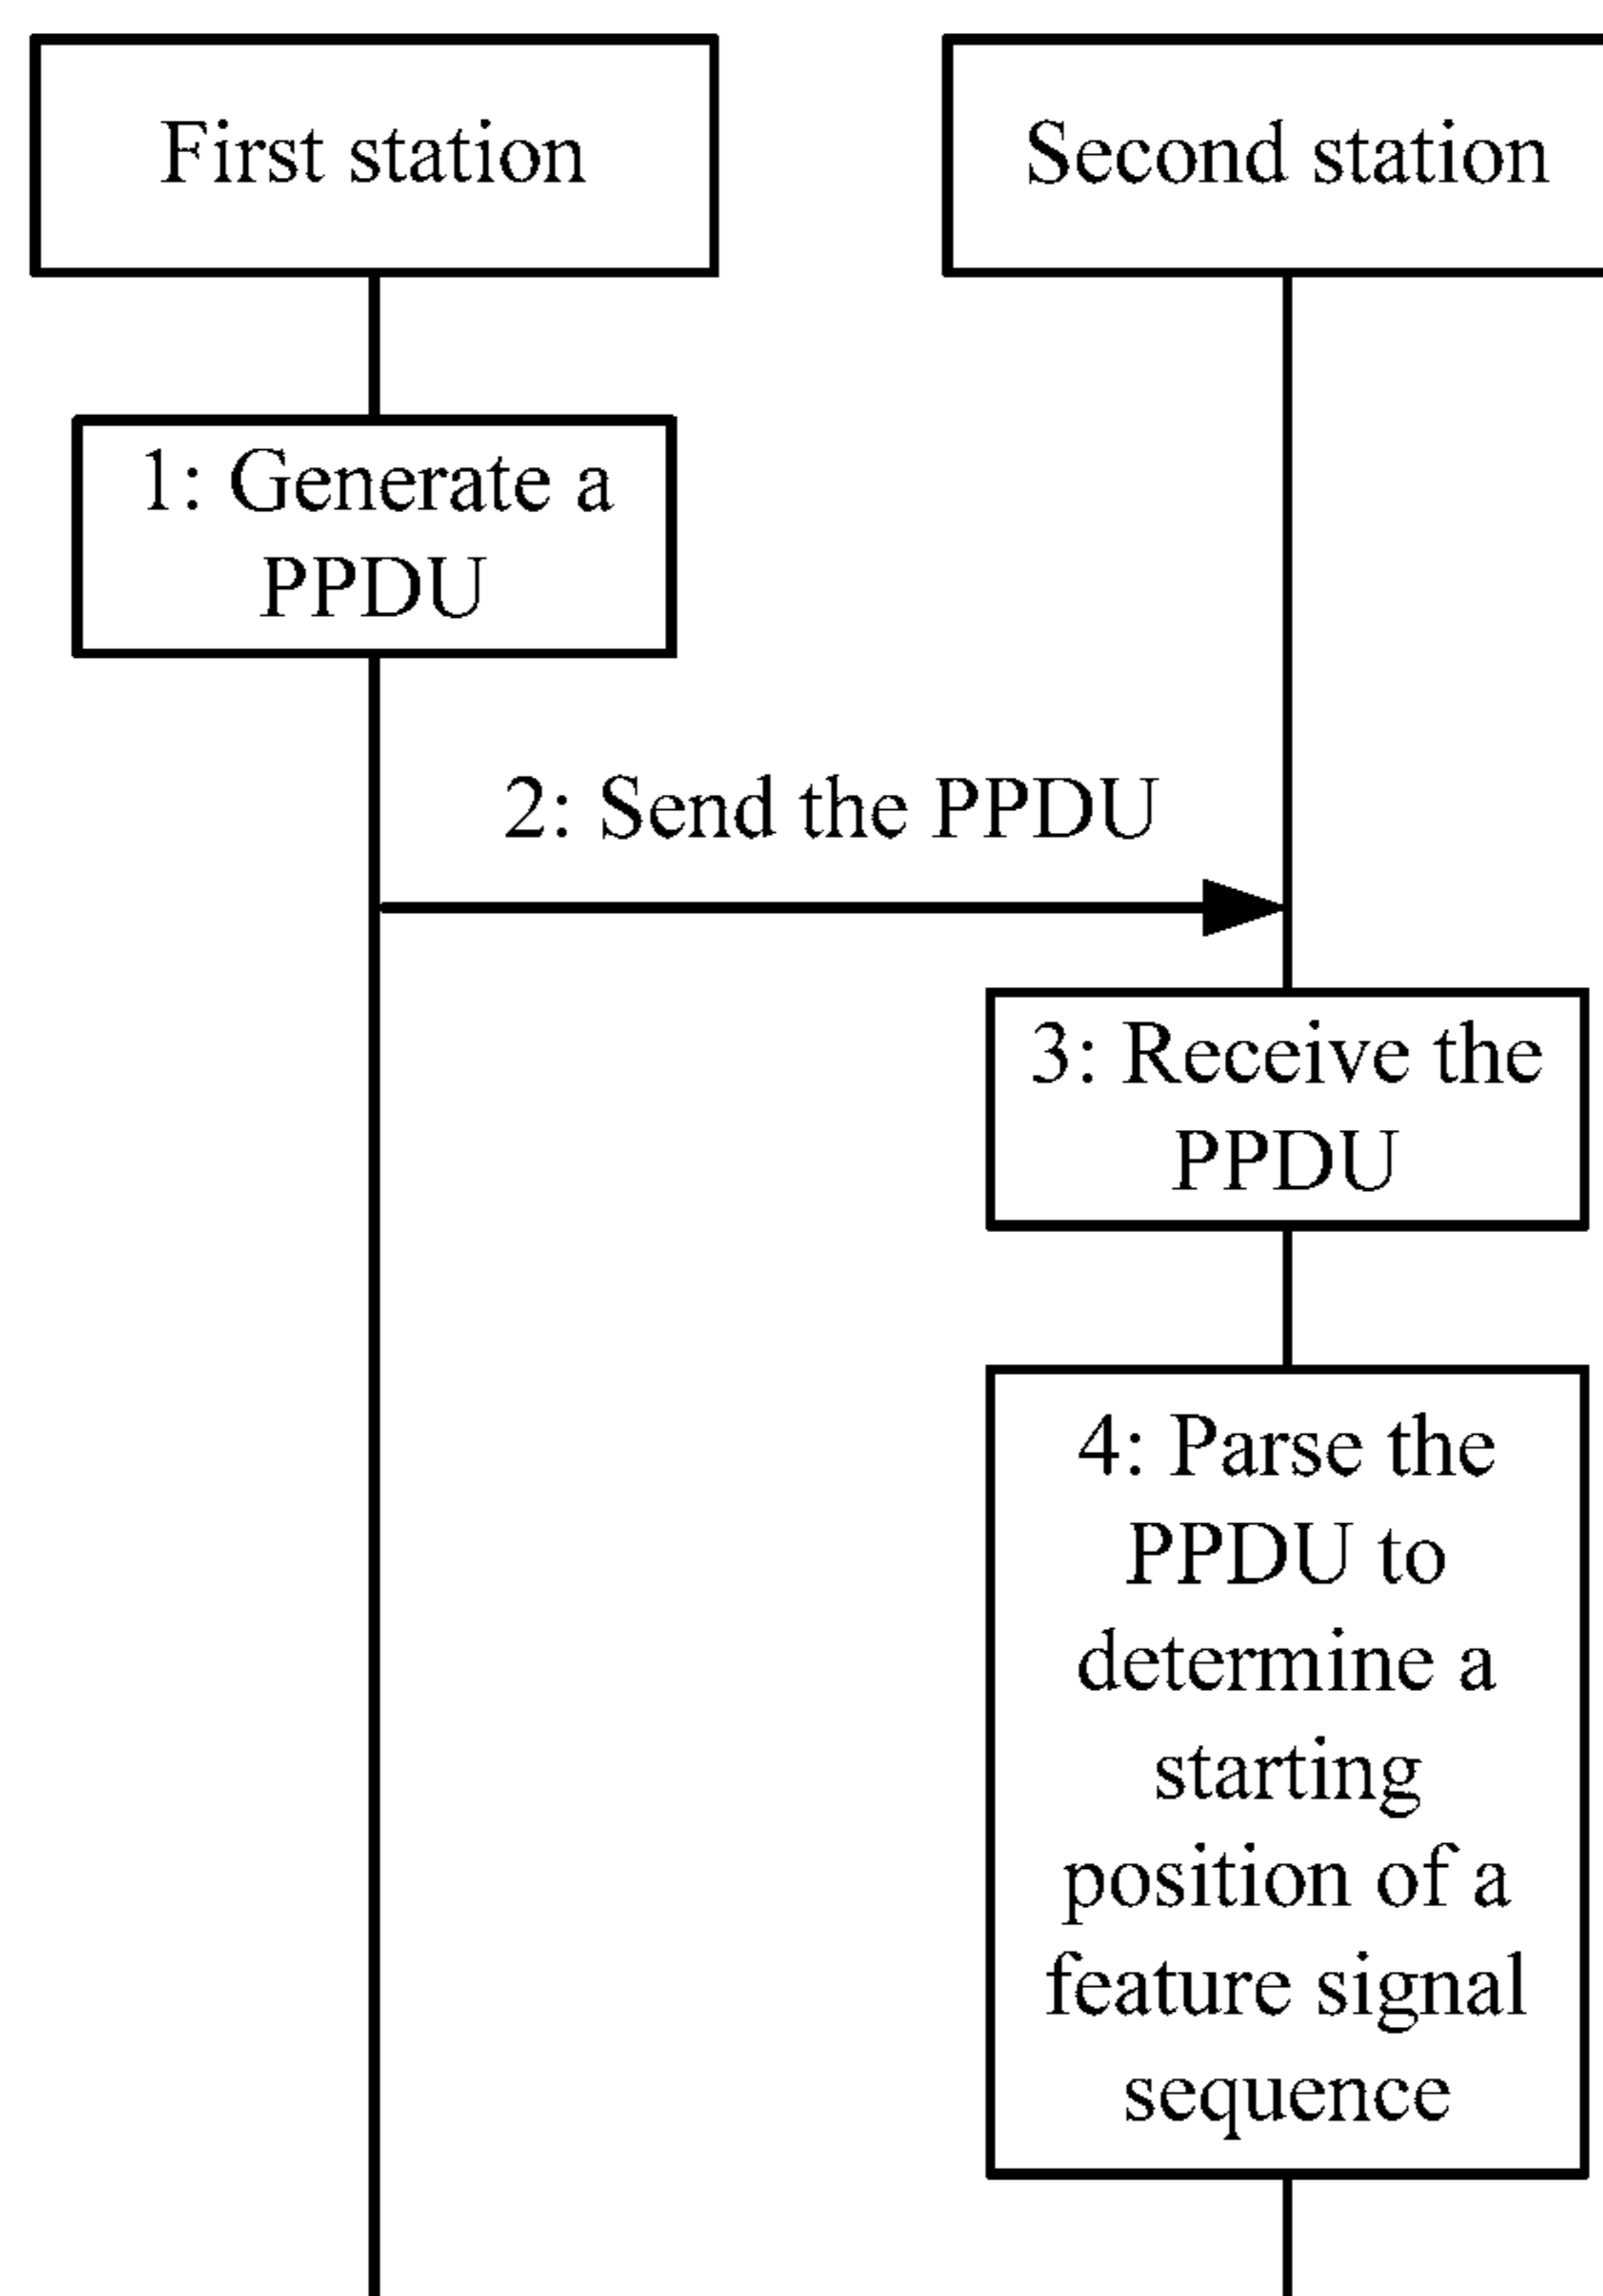 First station
Second station
1: Generate a
PPDU
2: Send the PPDU
3: Receive the
PPDU
4: Parse the
PPDU to
determine a
starting
position of a
feature signal
sequence